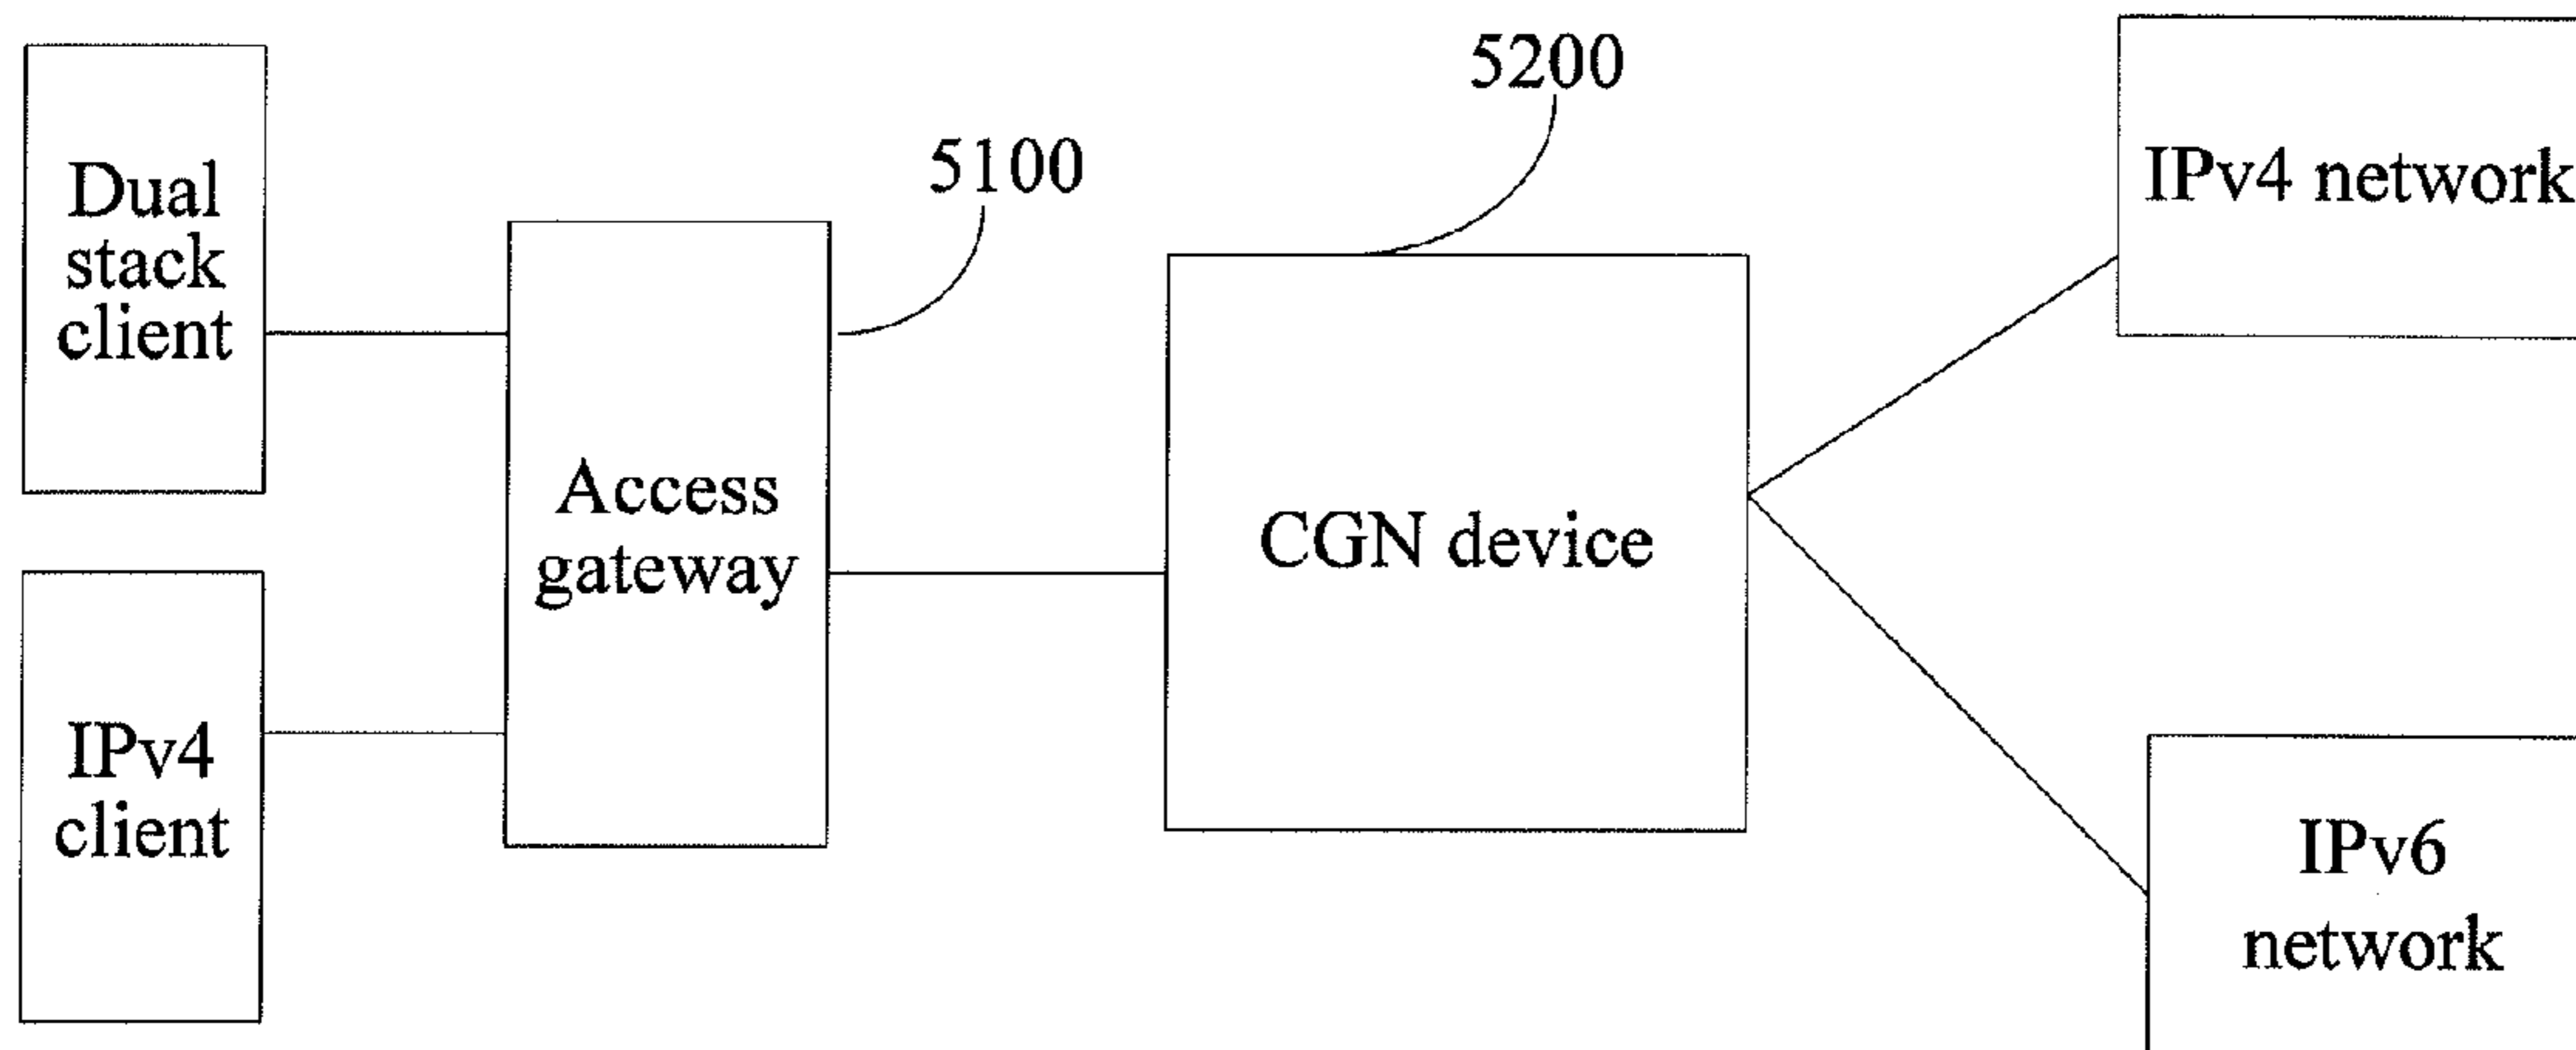 Dual
stack
client
IPv4
client
5100
Access
gateway
5200
CGN device
IPv4 network
IPv6
network